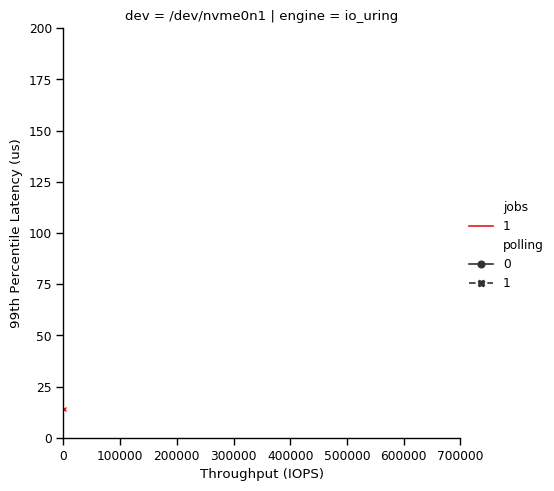 dev = /dev/nvme0n1 | engine = io_uring
200
175
150
125
100
75
50
25
0
99th Percentile Latency (us)
0 100000 200000 300000 400000 500000 600000 700000
Throughput (IOPS)
jobs
1
polling
0
1